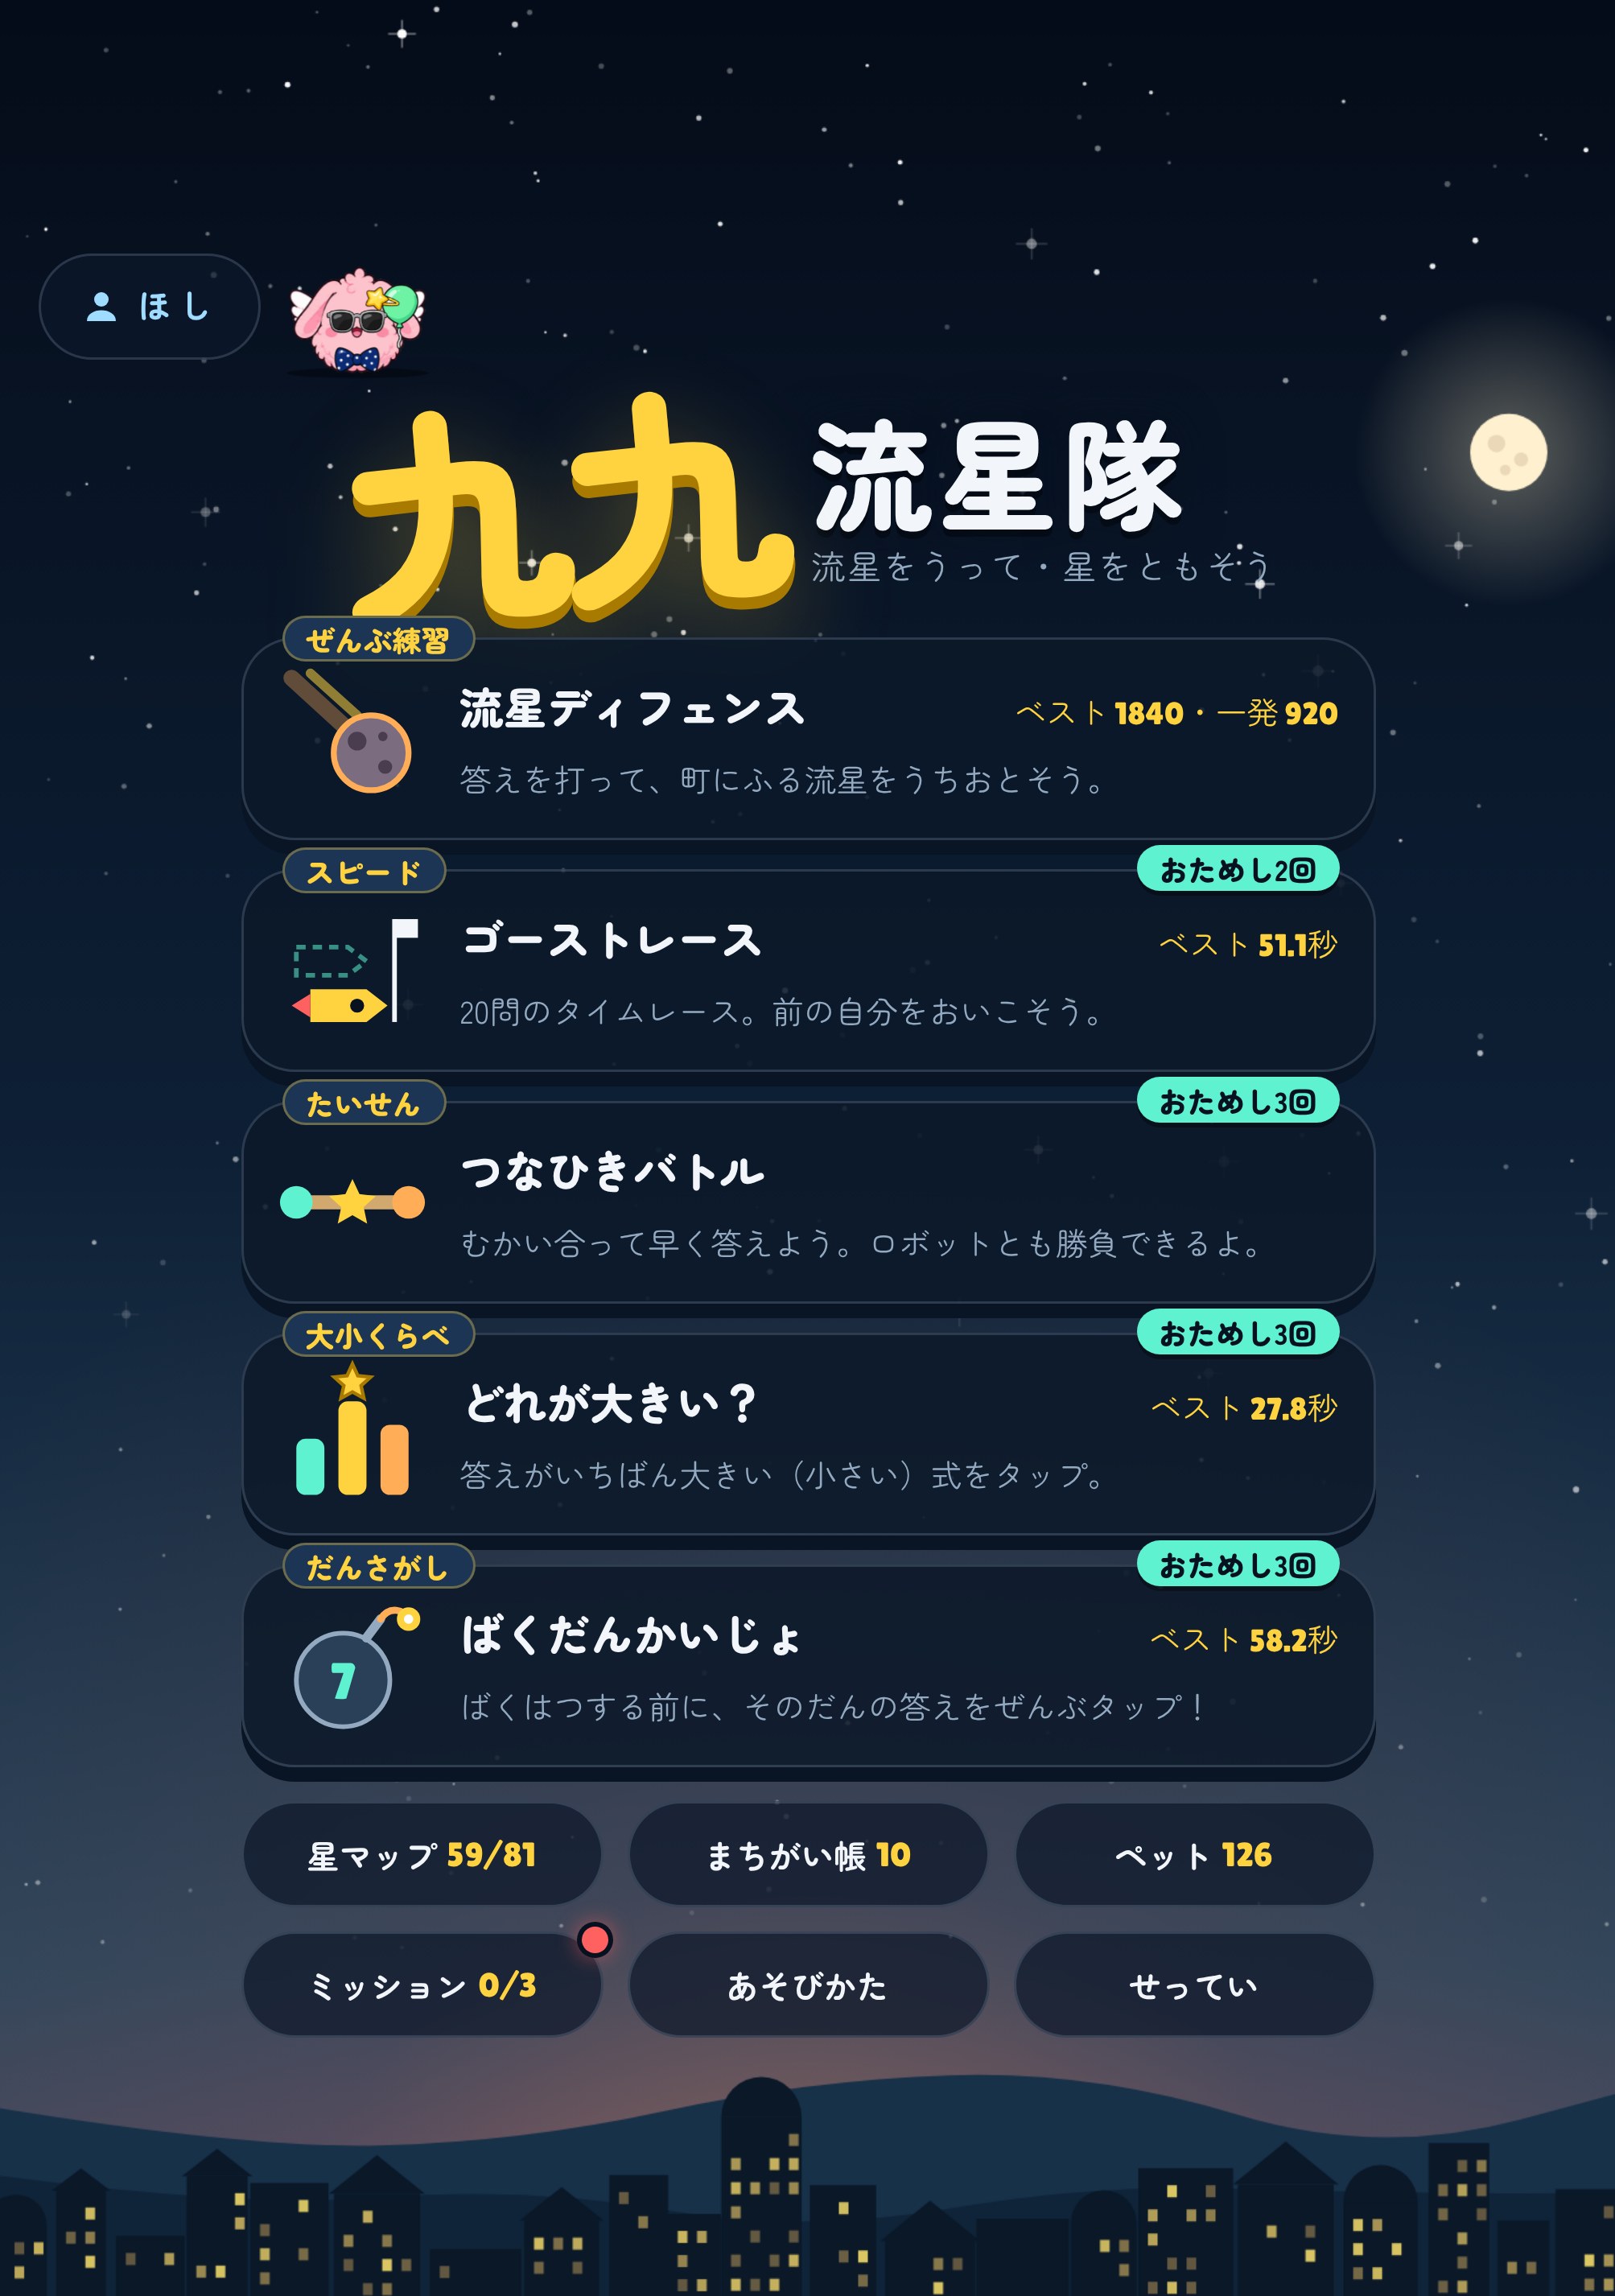 ほし
九九 流星隊
流星をうって・星をともそう
ぜんぶ練習
流星ディフェンス
ベスト 1840・一発 920
答えを打って、町にふる流星をうちおとそう。
スピード
おためし2回
ゴーストレース
ベスト 51.1秒
20問のタイムレース。前の自分をおいこそう。
たいせん
おためし3回
つなひきバトル
むかい合って早く答えよう。ロボットとも勝負できるよ。
大小くらべ
おためし3回
どれが大きい？
ベスト 27.8秒
答えがいちばん大きい（小さい）式をタップ。
だんさがし
おためし3回
7
ばくだんかいじょ
ベスト 58.2秒
ばくはつする前に、そのだんの答えをぜんぶタップ！
星マップ 59/81
まちがい帳 10
ペット 126
ミッション 0/3
あそびかた
せってい